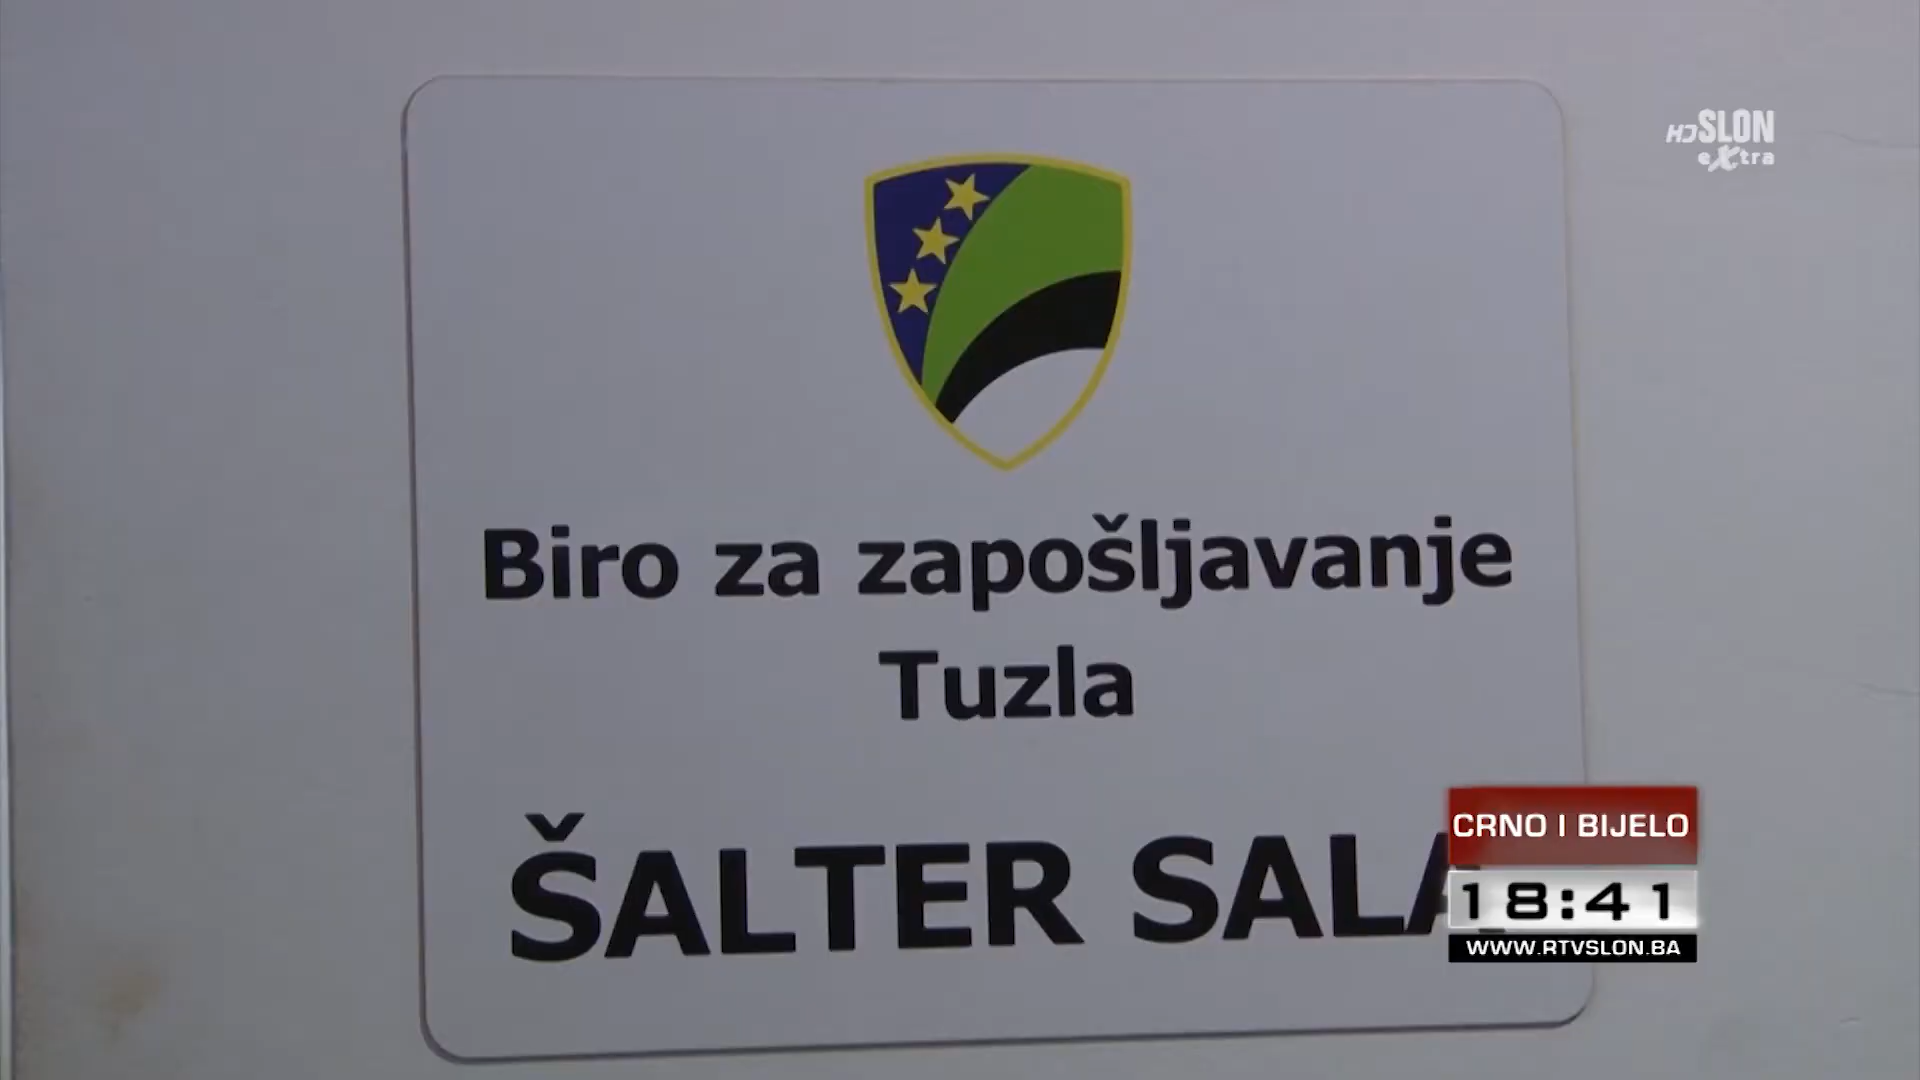 HD SLON
extra
Biro za zapošljavanje
Tuzla
ŠALTER SALA
CRNO I BIJELO
18:41
WWW.RTVSLON.BA